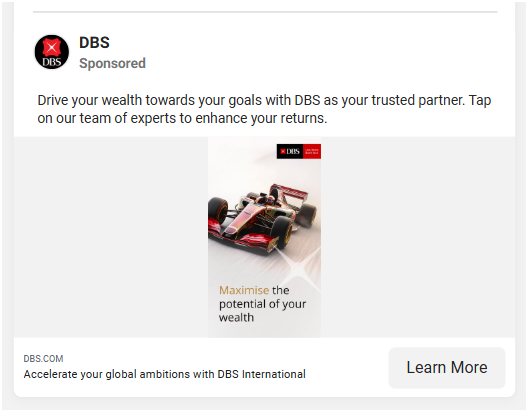 DBS
Sponsored
DBS
Drive your wealth towards your goals with DBS as your trusted partner. Tap
on our team of experts to enhance your returns.
DBS
Maximise the
potential of your
wealth
DBS.COM
Accelerate your global ambitions with DBS International
Learn More